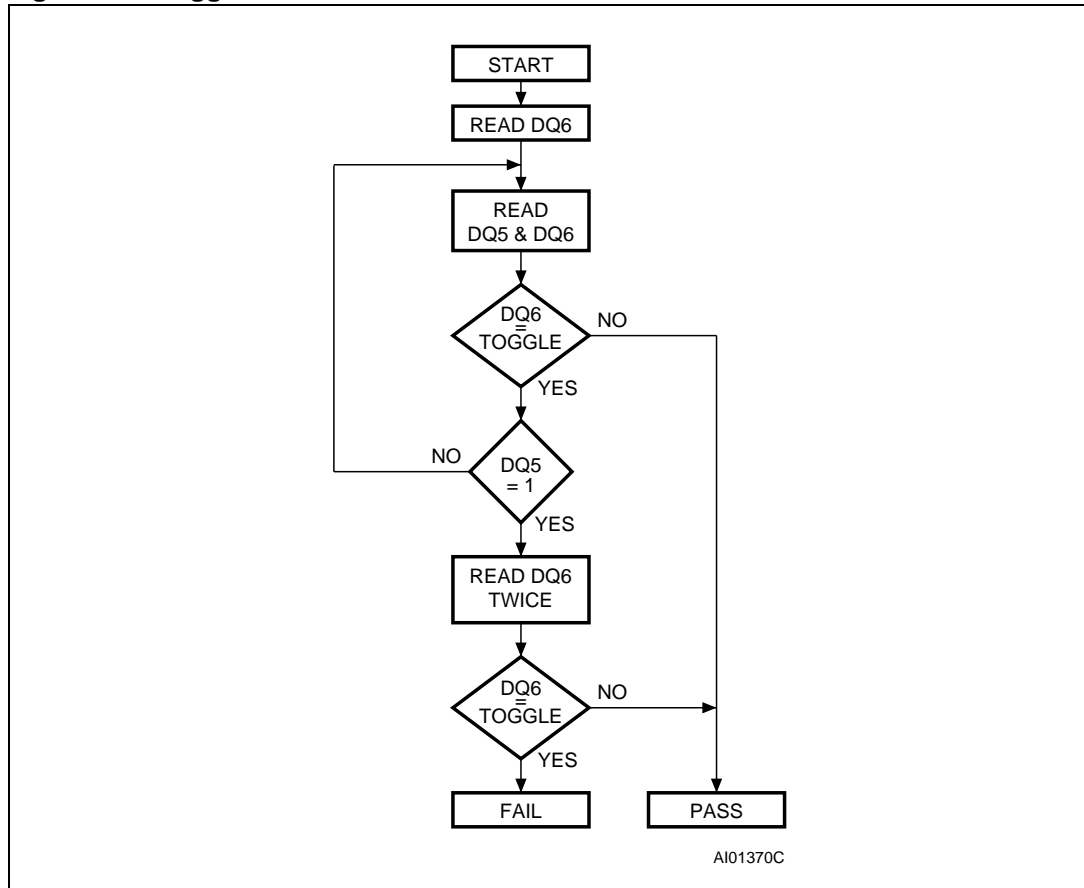 START
READ DQ6
READ
DQ5 & DQ6
DQ6
=
TOGGLE
NO
YES
NO
DQ5
= 1
YES
READ DQ6
TWICE
DQ6
=
TOGGLE
NO
YES
FAIL
PASS
AI01370C